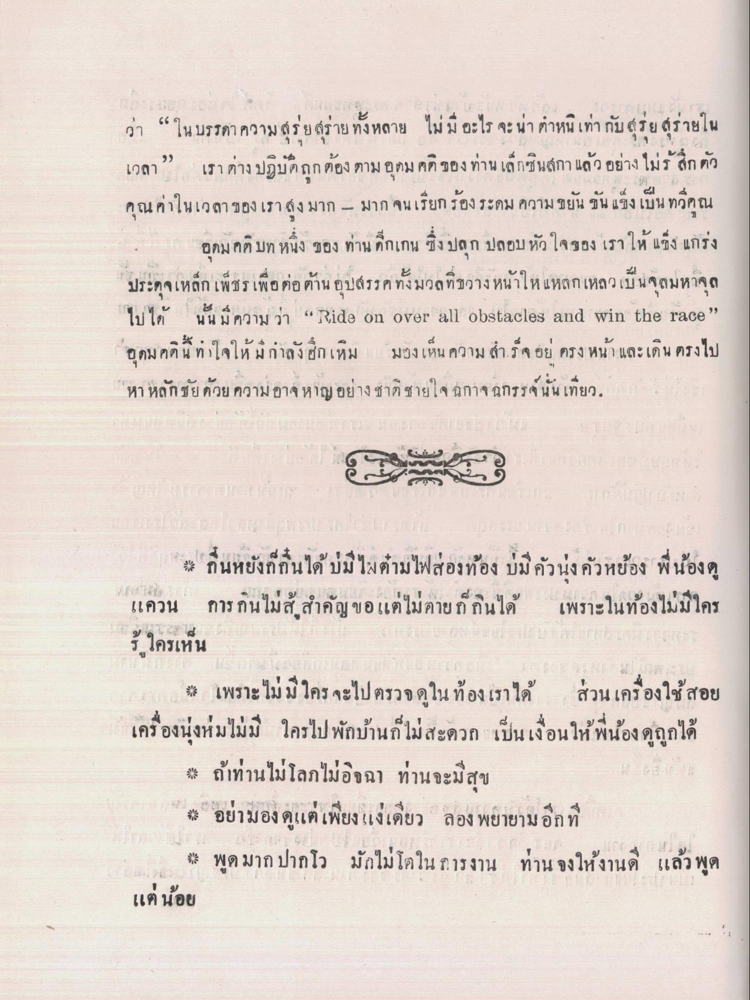 ว่า “ในบรรดาความสุรุ่ยสุร่ายทั้งหลาย ไม่มีอะไรจะน่าตำหนิเท่ากับสุรุ่ยสุร่ายใน
เวลา” เราต่างปฏิบัติถูกต้องตามอุดมคติของท่านเล็กซินสกาแล้วอย่างไม่รู้สึกตัว
คุณค่าในเวลาของเราสูงมาก – มากจนเรียกร้องระดมความขยันขันแข็งเป็นทวีคูณ
อุดมคติบทหนึ่งของท่านดิ๊กเกนซึ่งปลุกปลอบหัวใจของเราให้แข็งแกร่ง
ประดุจเหล็กเพ็ชรเพื่อต่อต้านอุปสรรคทั้งมวลที่ขวางหน้าให้แหลกเหลวเป็นจุลมหาจุล
ไปได้ นั้นมีความว่า “Ride on over all obstacles and win the race”
อุดมคตินี้ทำใจให้มีกำลังฮึกเหิม มองเห็นความสำเร็จอยู่ตรงหน้าและเดินตรงไป
หาหลักชัยด้วยความอาจหาญอย่างชาติชายใจฉกาจฉกรรจ์นั่นเทียว.
❋ กิ๋นหยังก็กิ๋นได้ บ่มีไผต๋ามไฟส่องท้อง บ่มีคัวนุ่งคัวหย้อง พี่น้องดู
แควน การกินไม่สู้สำคัญขอแต่ไม่ตายก็กินได้ เพราะในท้องไม่มีใคร
รู้ใครเห็น
❋ เพราะไม่มีใครจะไปตรวจดูในท้องเราได้ ส่วนเครื่องใช้สอย
เครื่องนุ่งห่มไม่มี ใครไปพักบ้านก็ไม่สะดวก เป็นเงื่อนให้พี่น้องดูถูกได้
❋ ถ้าท่านไม่โลภไม่อิจฉา ท่านจะมีสุข
❋ อย่ามองดูแต่เพียงแง่เดียว ลองพยายามอีกที
❋ พูดมากปากโว มักไม่โตในการงาน ท่านจงให้งานดี แล้วพูด
แต่น้อย